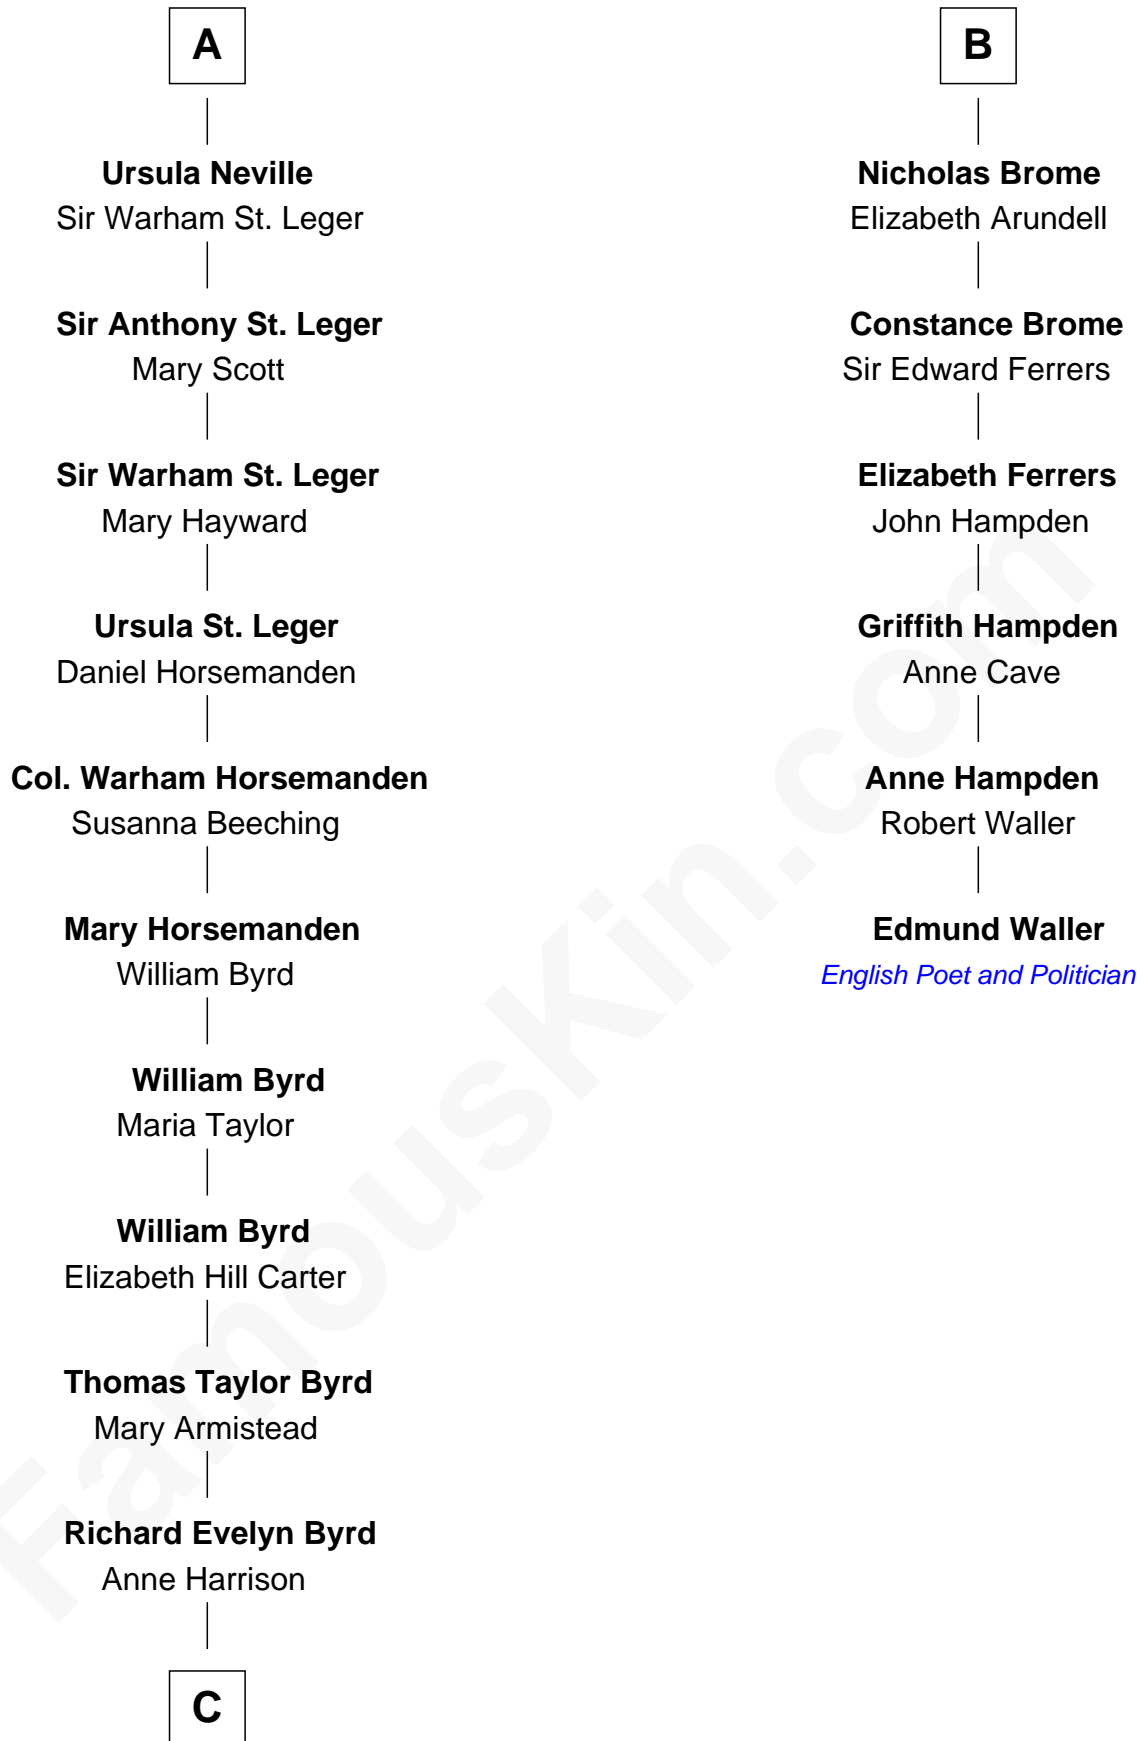 A
Ursula Neville
Sir Warham St. Leger
Sir Anthony St. Leger
Mary Scott
Sir Warham St. Leger
Mary Hayward
Ursula St. Leger
Daniel Horsemanden
Col. Warham Horsemanden
Susanna Beeching
Mary Horsemanden
William Byrd
William Byrd
Maria Taylor
William Byrd
Elizabeth Hill Carter
Thomas Taylor Byrd
Mary Armistead
Richard Evelyn Byrd
Anne Harrison
C
B
Nicholas Brome
Elizabeth Arundell
Constance Brome
Sir Edward Ferrers
Elizabeth Ferrers
John Hampden
Griffith Hampden
Anne Cave
Anne Hampden
Robert Waller
Edmund Waller
English Poet and Politician
FamousKin.com